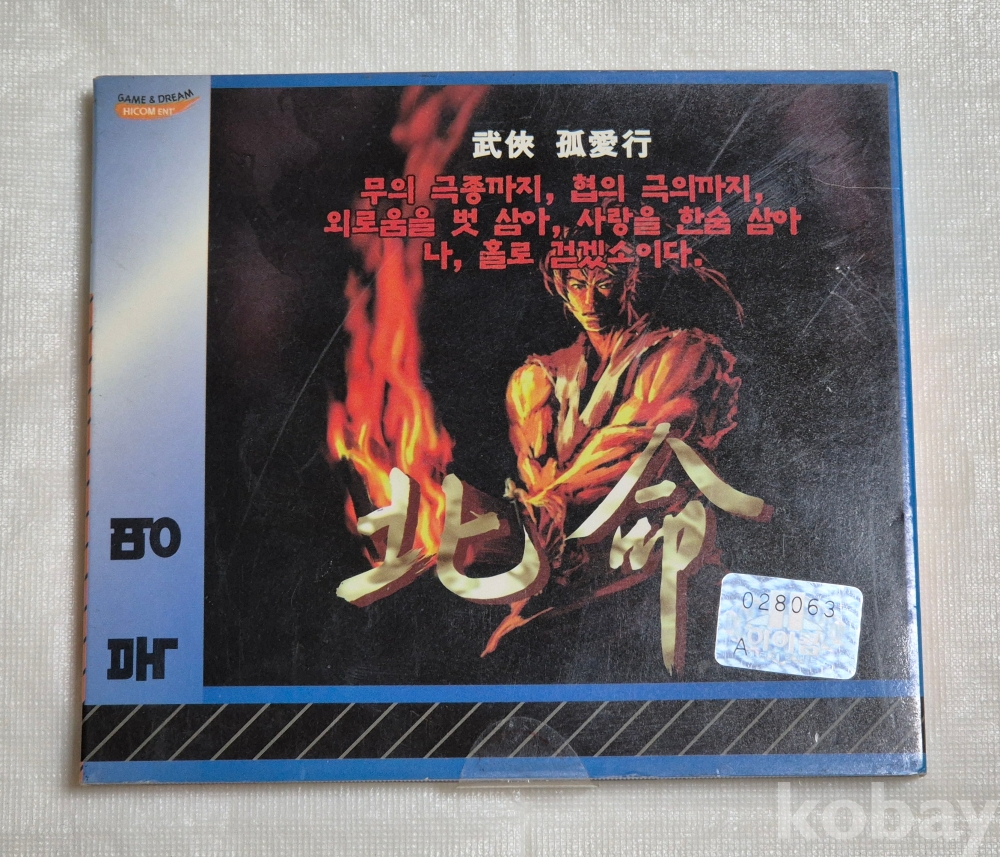 GAME & DREAM
HICOM ENT'
武俠 孤愛行
무의 극종까지, 협의 극의까지,
외로움을 벗 삼아, 사랑을 한숨 삼아
나, 홀로 걷겠소이다.
北命
028063
A
kobay